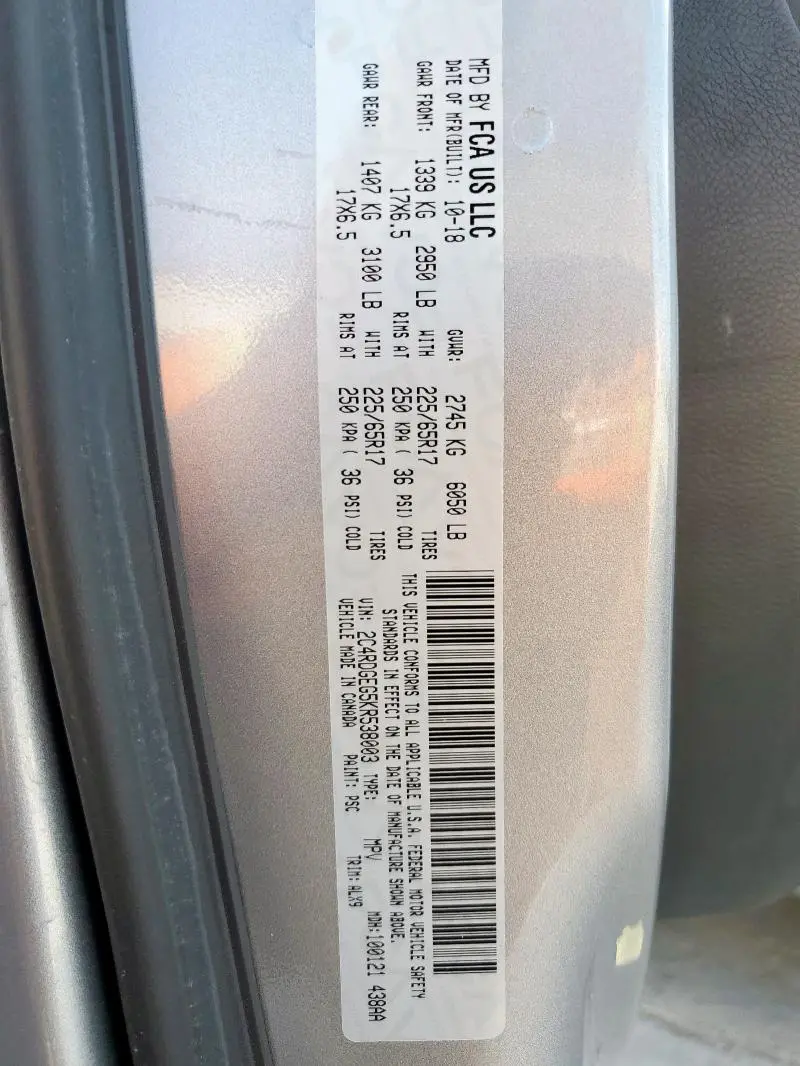 MFD BY FCA US LLC
DATE OF MFR(BUILT): 10-18 GVWR: 2745 KG 6050 LB
GAWR FRONT: 1339 KG 2950 LB WITH 225/65R17 TIRES
17X6.5 RIMS AT 250 KPA ( 36 PSI) COLD
GAWR REAR: 1407 KG 3100 LB WITH 225/65R17 TIRES
17X6.5 RIMS AT 250 KPA ( 36 PSI) COLD
THIS VEHICLE CONFORMS TO ALL APPLICABLE U.S.A. FEDERAL MOTOR VEHICLE SAFETY
STANDARDS IN EFFECT ON THE DATE OF MANUFACTURE SHOWN ABOVE.
VIN: 2C4RDGEG5KR538003 TYPE: MPV MDH:100121 438AA
VEHICLE MADE IN CANADA PAINT: PSC TRIM: ALX9